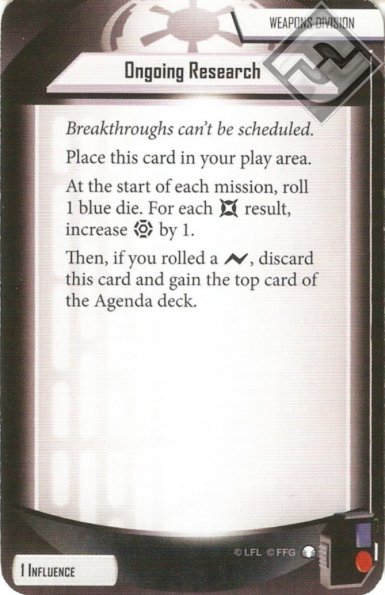 WEAPONS DIVISION
Ongoing Research
Breakthroughs can't be scheduled.
Place this card in your play area.
At the start of each mission, roll
1 blue die. For each result,
increase by 1.
Then, if you rolled a , discard
this card and gain the top card of
the Agenda deck.
© LFL © FFG
1 INFLUENCE